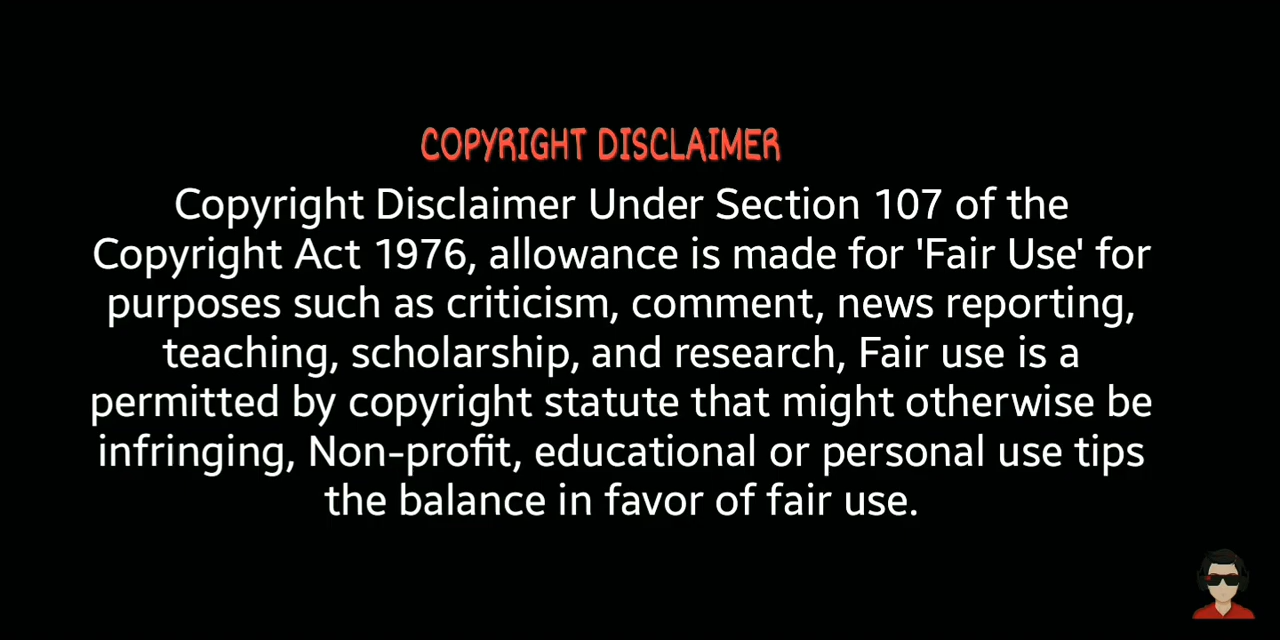 COPYRIGHT DISCLAIMER
Copyright Disclaimer Under Section 107 of the
Copyright Act 1976, allowance is made for 'Fair Use' for
purposes such as criticism, comment, news reporting,
teaching, scholarship, and research, Fair use is a
permitted by copyright statute that might otherwise be
infringing, Non-profit, educational or personal use tips
the balance in favor of fair use.